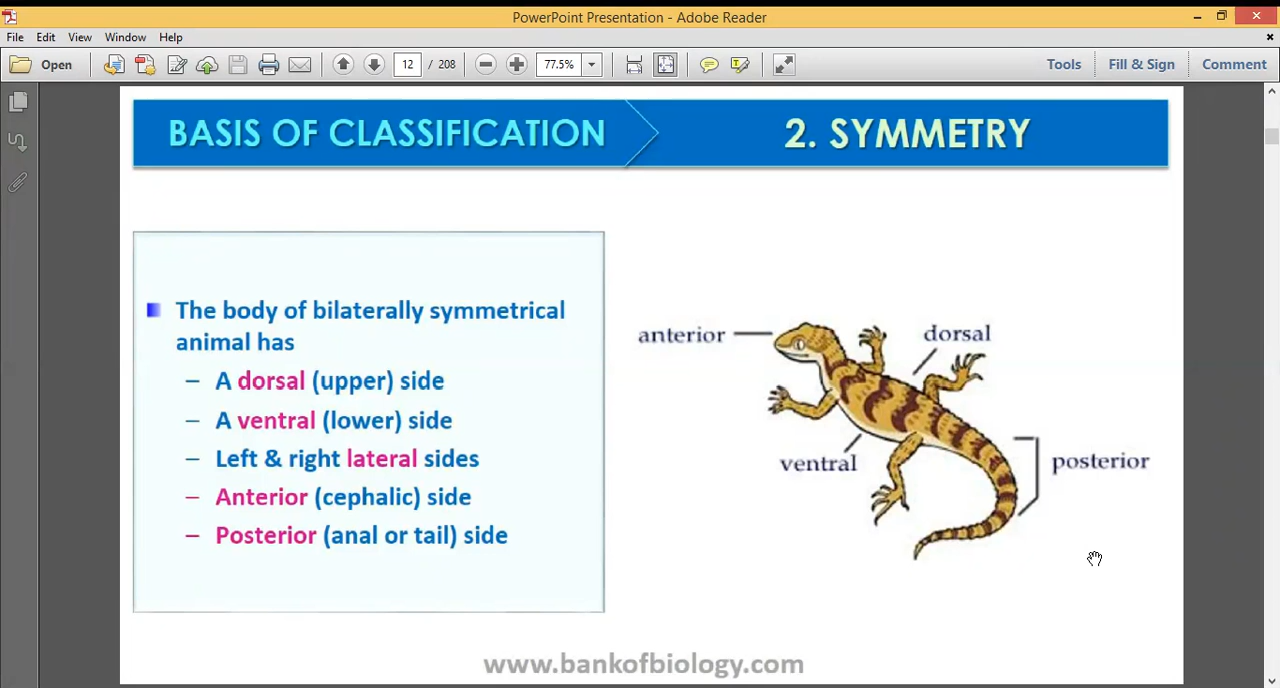 PowerPoint Presentation - Adobe Reader
File Edit View Window Help
Open 12 / 208 77.5% Tools Fill & Sign Comment
BASIS OF CLASSIFICATION 2. SYMMETRY
The body of bilaterally symmetrical
animal has
– A dorsal (upper) side
– A ventral (lower) side
– Left & right lateral sides
– Anterior (cephalic) side
– Posterior (anal or tail) side
anterior
dorsal
ventral
posterior
www.bankofbiology.com